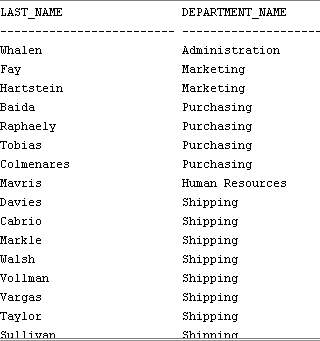 LAST_NAME DEPARTMENT_NAME
------------------------- --------------------
Whalen Administration
Fay Marketing
Hartstein Marketing
Baida Purchasing
Raphaely Purchasing
Tobias Purchasing
Colmenares Purchasing
Mavris Human Resources
Davies Shipping
Cabrio Shipping
Markle Shipping
Walsh Shipping
Vollman Shipping
Vargas Shipping
Taylor Shipping
Sullivan Shipping